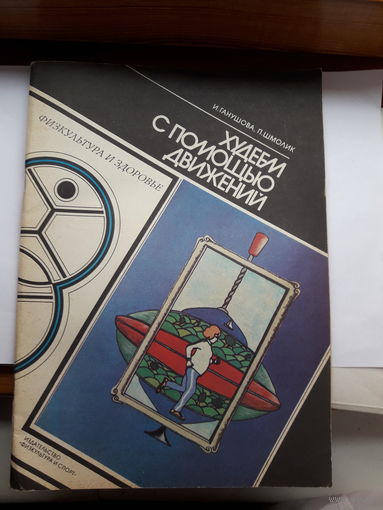 И. ГАНУШОВА, П. ШМОЛИК
ХУДЕЕМ
С ПОМОЩЬЮ
ДВИЖЕНИЙ
ФИЗКУЛЬТУРА И ЗДОРОВЬЕ
ИЗДАТЕЛЬСТВО
"ФИЗКУЛЬТУРА И СПОРТ"